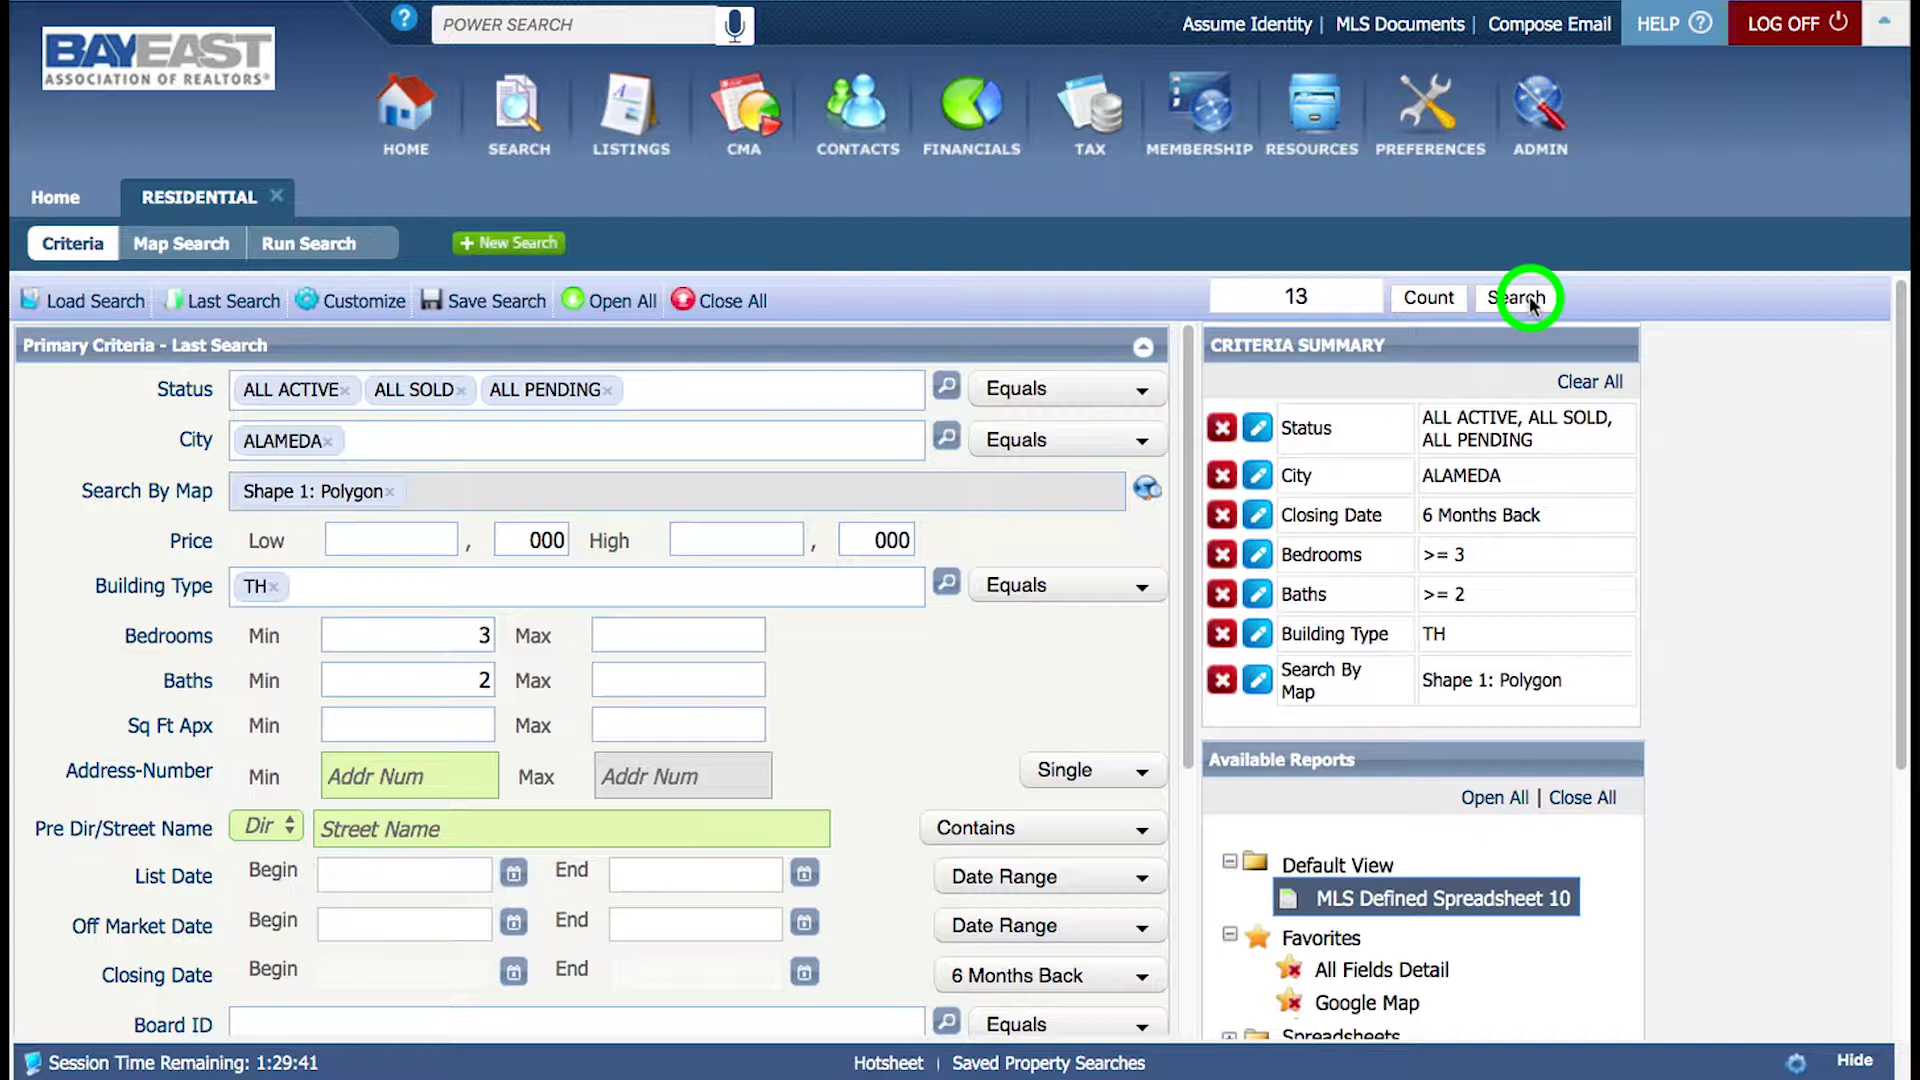 BAYEAST
ASSOCIATION OF REALTORS®
? POWER SEARCH
Assume Identity | MLS Documents | Compose Email HELP ? LOG OFF
HOME SEARCH LISTINGS CMA CONTACTS FINANCIALS TAX MEMBERSHIP RESOURCES PREFERENCES ADMIN
Home RESIDENTIAL ×
Criteria Map Search Run Search + New Search
Load Search Last Search Customize Save Search Open All Close All 13 Count Search
Primary Criteria - Last Search
Status ALL ACTIVE× ALL SOLD× ALL PENDING× Equals
City ALAMEDA× Equals
Search By Map Shape 1: Polygon×
Price Low , 000 High , 000
Building Type TH× Equals
Bedrooms Min 3 Max
Baths Min 2 Max
Sq Ft Apx Min Max
Address-Number Min Addr Num Max Addr Num Single
Pre Dir/Street Name Dir Street Name Contains
List Date Begin End Date Range
Off Market Date Begin End Date Range
Closing Date Begin End 6 Months Back
Board ID Equals
CRITERIA SUMMARY
Clear All
Status ALL ACTIVE, ALL SOLD,
ALL PENDING
City ALAMEDA
Closing Date 6 Months Back
Bedrooms >= 3
Baths >= 2
Building Type TH
Search By
Map Shape 1: Polygon
Available Reports
Open All | Close All
Default View
MLS Defined Spreadsheet 10
Favorites
All Fields Detail
Google Map
Spreadsheets
Session Time Remaining: 1:29:41 Hotsheet | Saved Property Searches Hide